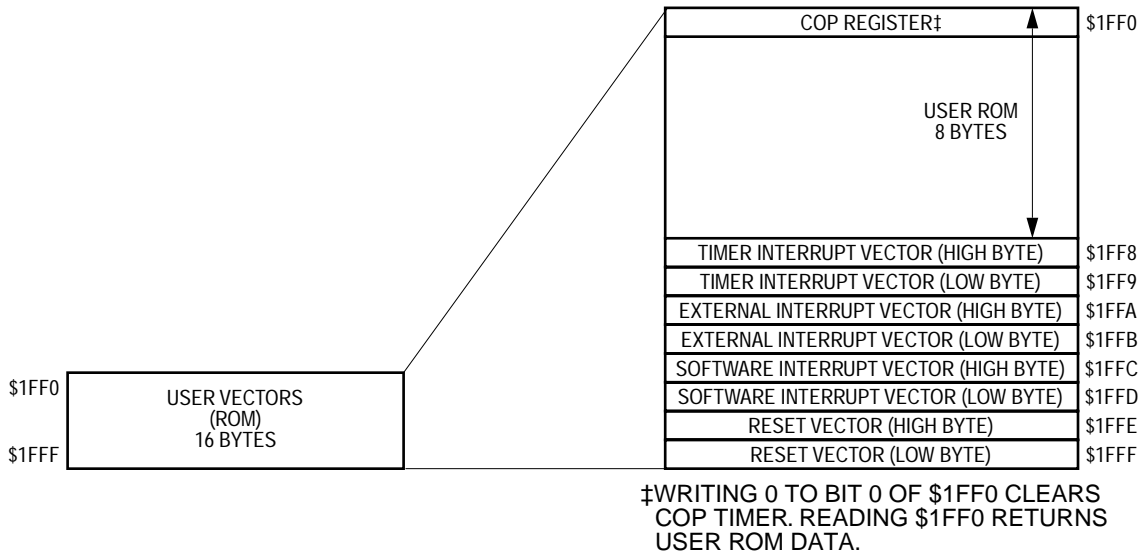 COP REGISTER‡ $1FF0
USER ROM
8 BYTES
TIMER INTERRUPT VECTOR (HIGH BYTE) $1FF8
TIMER INTERRUPT VECTOR (LOW BYTE) $1FF9
EXTERNAL INTERRUPT VECTOR (HIGH BYTE) $1FFA
EXTERNAL INTERRUPT VECTOR (LOW BYTE) $1FFB
SOFTWARE INTERRUPT VECTOR (HIGH BYTE) $1FFC
SOFTWARE INTERRUPT VECTOR (LOW BYTE) $1FFD
RESET VECTOR (HIGH BYTE) $1FFE
RESET VECTOR (LOW BYTE) $1FFF
$1FF0
USER VECTORS
(ROM)
16 BYTES
$1FFF
‡WRITING 0 TO BIT 0 OF $1FF0 CLEARS
COP TIMER. READING $1FF0 RETURNS
USER ROM DATA.